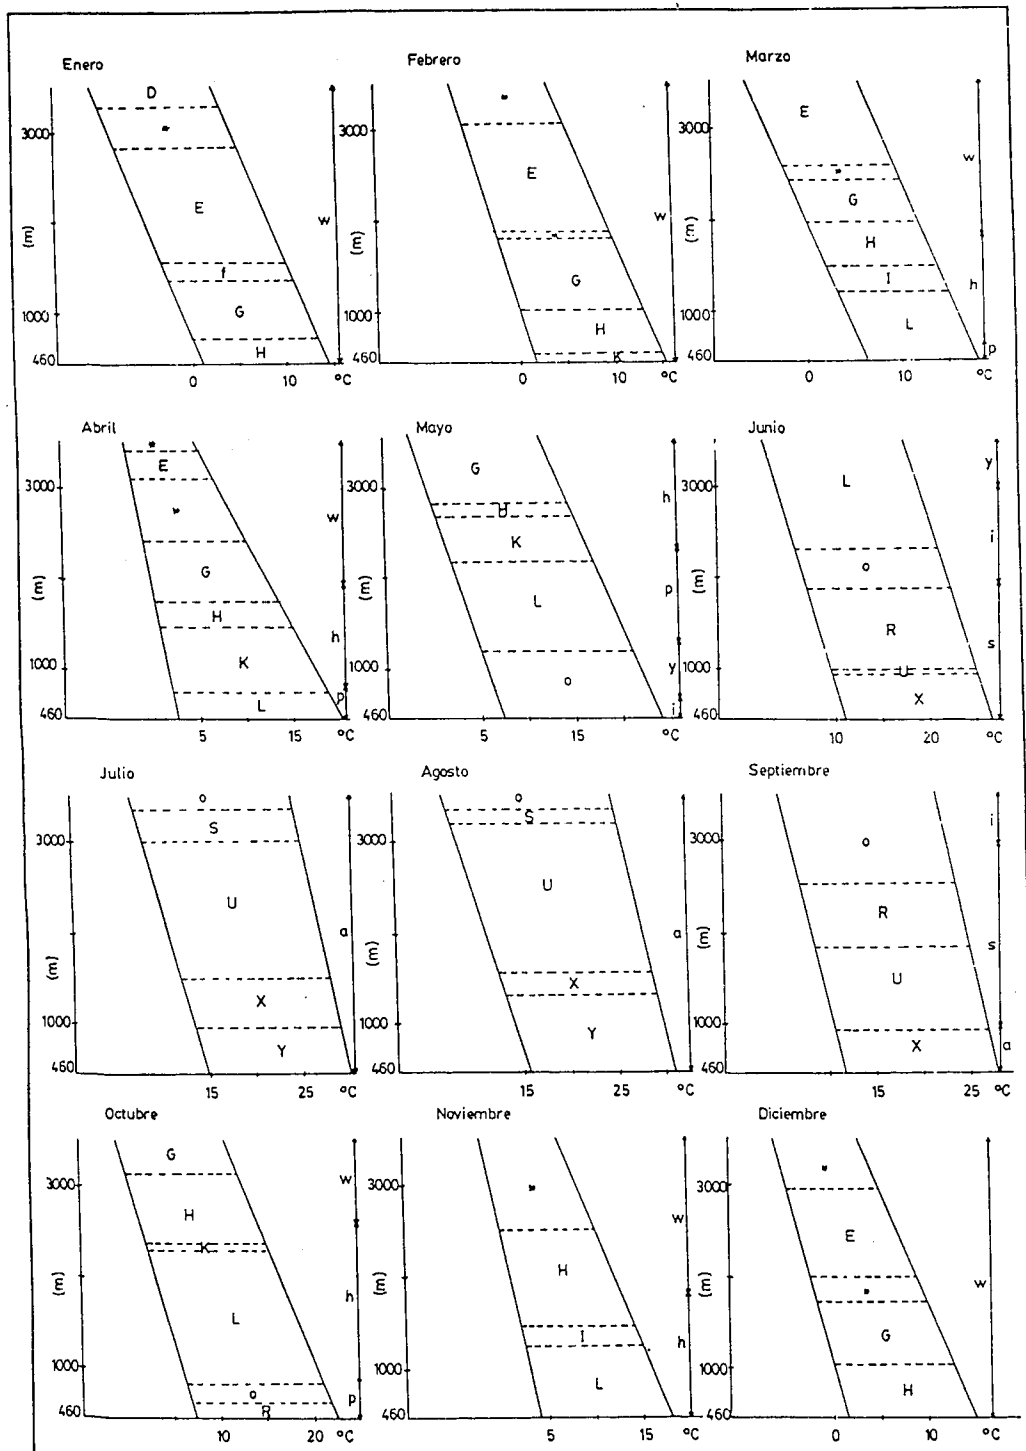 Enero
D
3000
*
E
w
(m)
f
1000
G
H
460
0 10 °C
Febrero
*
3000
E
w
(m)
*
G
1000
H
K
460
0 10 °C
Marzo
E
3000
w
*
G
(m)
H
I
h
1000
L
p
460
0 10 °C
Abril
*
E
3000
*
w
G
(m)
H
h
K
1000
L
p
460
5 15 °C
Mayo
G
3000
h
H
K
p
(m)
L
1000
y
o
i
460
5 15 °C
Junio
y
L
3000
i
o
(m)
R
s
1000
U
X
460
10 20 °C
Julio
o
S
3000
U
a
(m)
X
1000
Y
460
15 25 °C
Agosto
o
S
3000
U
a
(m)
X
1000
Y
460
15 25 °C
Septiembre
i
3000
o
R
s
(m)
U
1000
X
a
460
15 25 °C
Octubre
G
w
3000
H
K
(m)
h
L
1000
o
p
R
460
10 20 °C
Noviembre
*
3000
w
H
(m)
I
h
1000
L
460
5 15 °C
Diciembre
*
3000
E
w
(m)
*
G
1000
H
460
0 10 °C